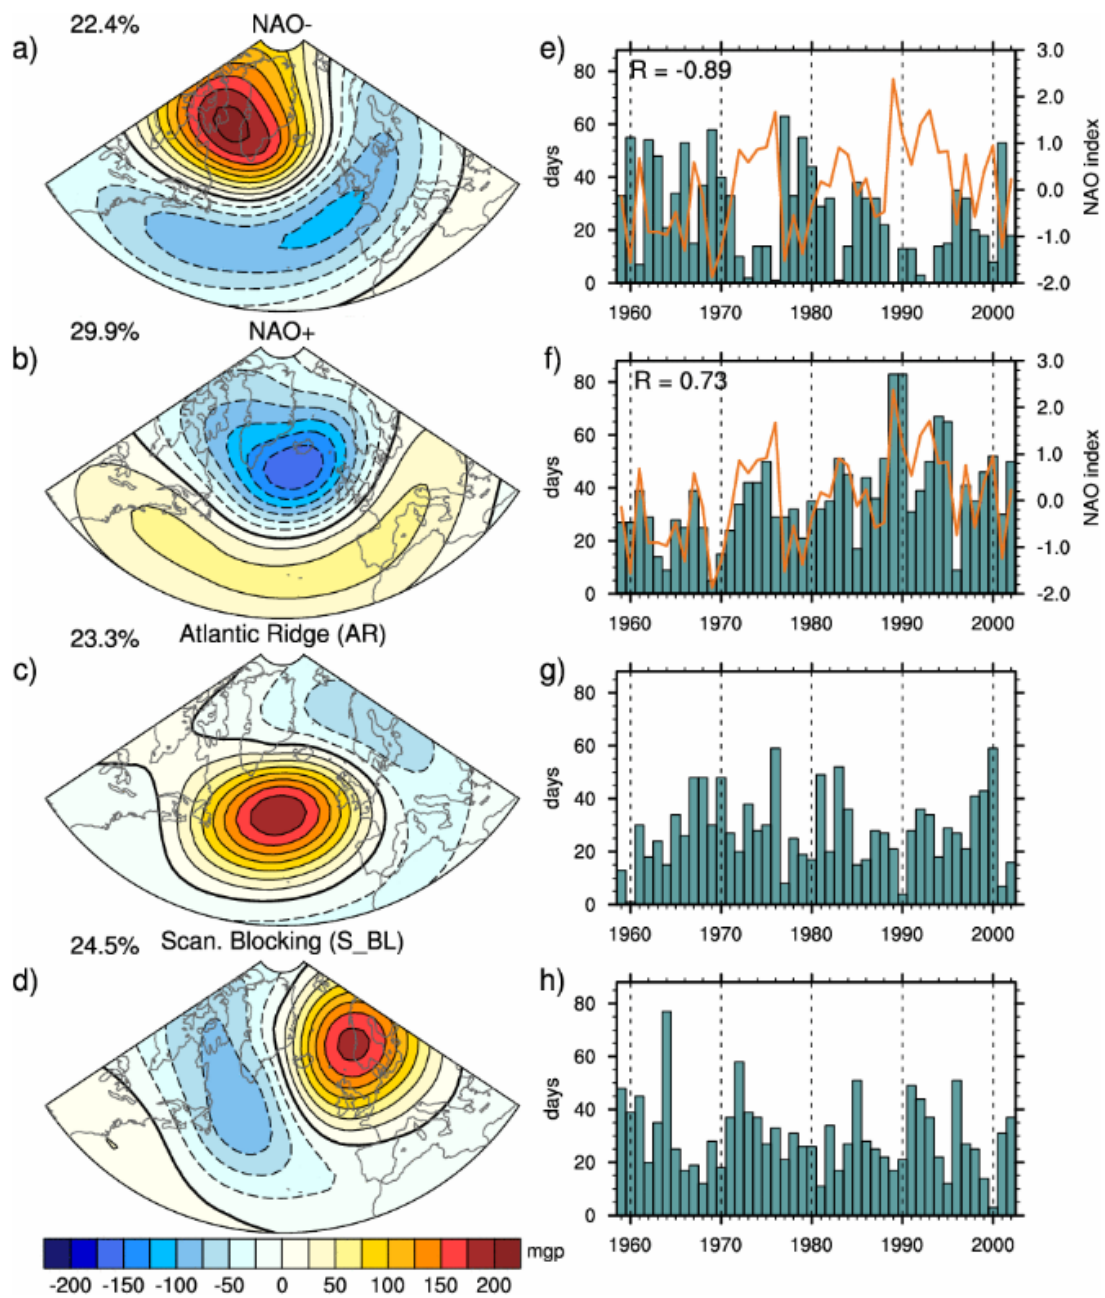 22.4% NAO-
a)
29.9% NAO+
b)
23.3% Atlantic Ridge (AR)
c)
24.5% Scan. Blocking (S_BL)
d)
-200 -150 -100 -50 0 50 100 150 200 mgp
e)
R = -0.89
80
60
40
20
0
days
3.0
2.0
1.0
0.0
-1.0
-2.0
NAO index
1960 1970 1980 1990 2000
f)
R = 0.73
80
60
40
20
0
days
3.0
2.0
1.0
0.0
-1.0
-2.0
NAO index
1960 1970 1980 1990 2000
g)
80
60
40
20
0
days
1960 1970 1980 1990 2000
h)
80
60
40
20
0
days
1960 1970 1980 1990 2000